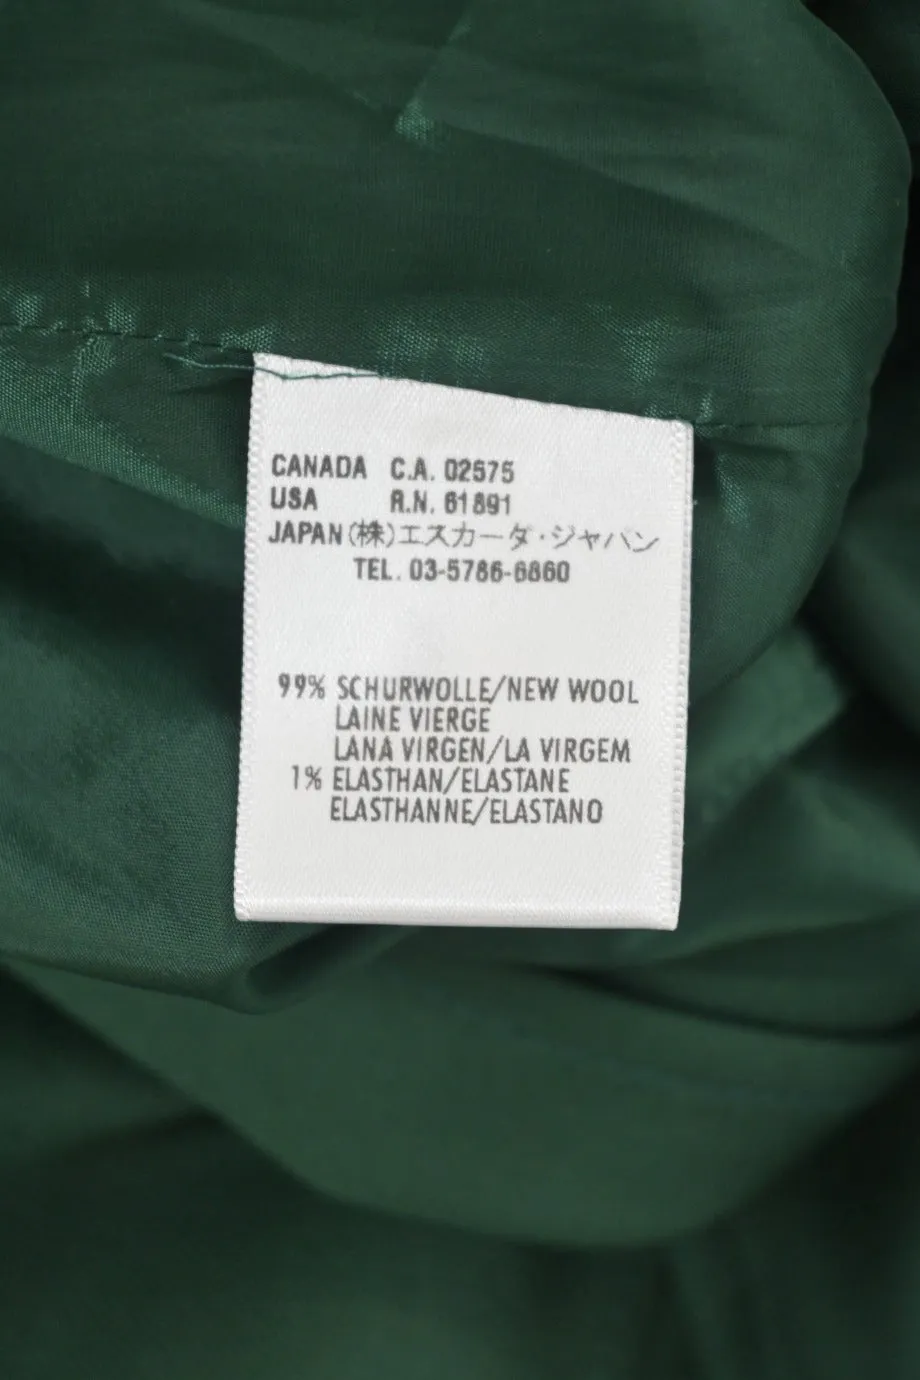 CANADA C.A. 02575
USA R.N. 61891
JAPAN (株)エスカーダ・ジャパン
TEL. 03-5786-6860
99% SCHURWOLLE/NEW WOOL
LAINE VIERGE
LANA VIRGEN/LA VIRGEM
1% ELASTHAN/ELASTANE
ELASTHANNE/ELASTANO